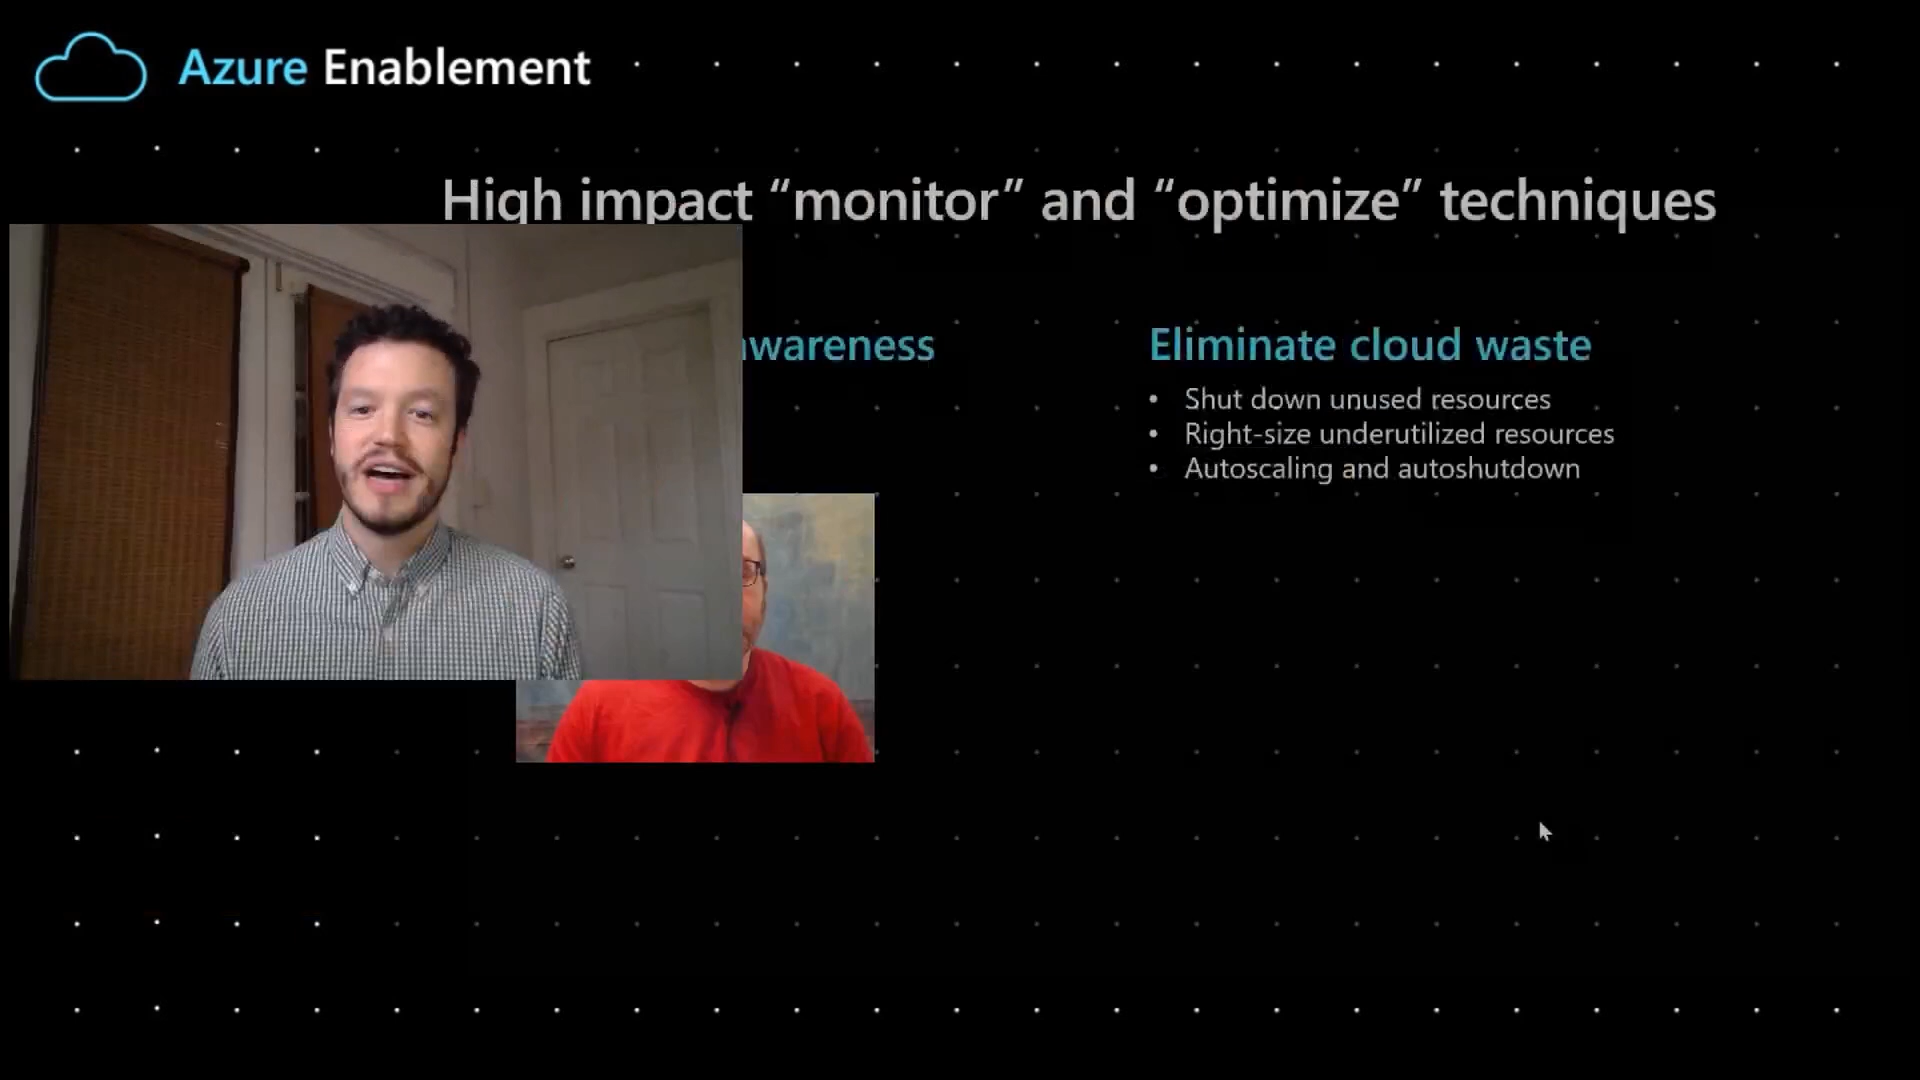 Azure Enablement
High impact “monitor” and “optimize” techniques
awareness
Eliminate cloud waste
• Shut down unused resources
• Right-size underutilized resources
• Autoscaling and autoshutdown